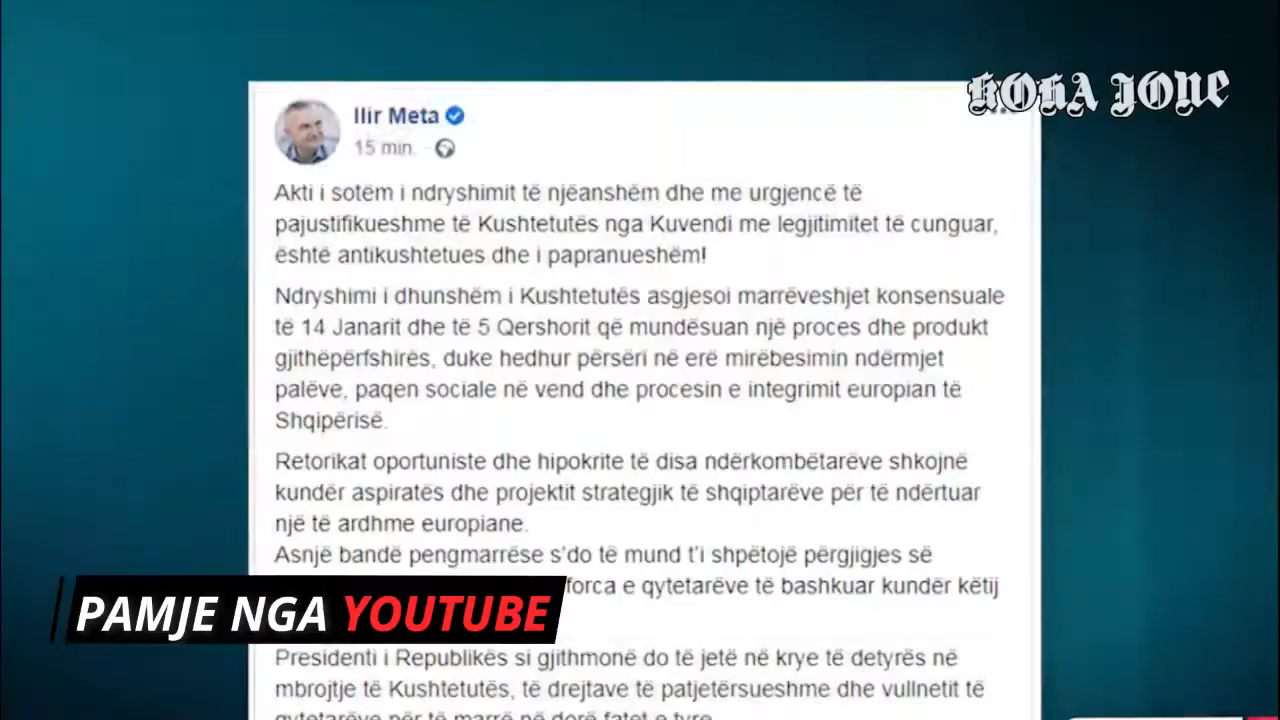 KOHA JONE
Ilir Meta
15 min.
Akti i sotëm i ndryshimit të njëanshëm dhe me urgjencë të
pajustifikueshme të Kushtetutës nga Kuvendi me legjitimitet të cunguar,
është antikushtetues dhe i papranueshëm!
Ndryshimi i dhunshëm i Kushtetutës asgjesoi marrëveshjet konsensuale
të 14 Janarit dhe të 5 Qershorit që mundësuan një proces dhe produkt
gjithëpërfshirës, duke hedhur përsëri në erë mirëbesimin ndërmjet
palëve, paqen sociale në vend dhe procesin e integrimit europian të
Shqipërisë.
Retorikat oportuniste dhe hipokrite të disa ndërkombëtarëve shkojnë
kundër aspiratës dhe projektit strategjik të shqiptarëve për të ndërtuar
një të ardhme europiane.
Asnjë bandë pengmarrëse s'do të mund t'i shpëtojë përgjigjes së
forca e qytetarëve të bashkuar kundër këtij
PAMJE NGA YOUTUBE
Presidenti i Republikës si gjithmonë do të jetë në krye të detyrës në
mbrojtje të Kushtetutës, të drejtave të patjetërsueshme dhe vullnetit të
qytetarëve për të marrë në dorë fatet e tyre